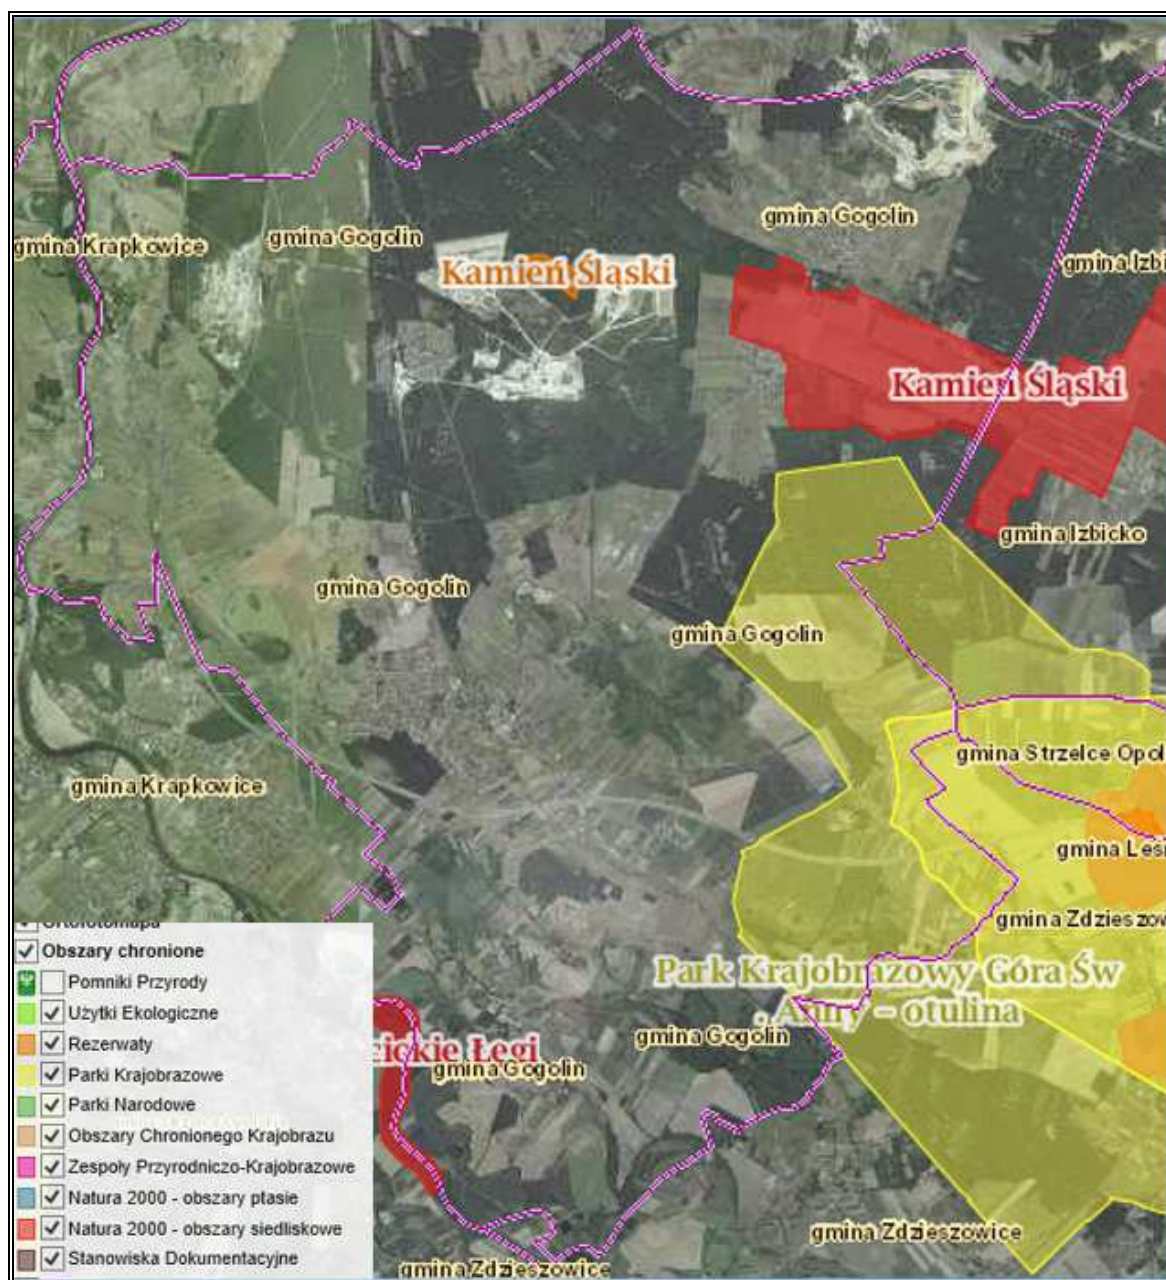 gmina Gogolin
gmina Gogolin
gmina Krapkowice
gmina Izbi
Kamień Śląski
Kamień Śląski
gmina Izbicko
gmina Gogolin
gmina Gogolin
gmina Strzelce Opol
gmina Krapkowice
gmina Lesi
gmina Zdzieszow
Ortofotomapa
Obszary chronione
Park Krajobrazowy Góra Św
. Anny - otulina
Pomniki Przyrody
Użytki Ekologiczne
gmina Gogolin
Rezerwaty
cickie Łęgi
gmina Gogolin
Parki Krajobrazowe
Parki Narodowe
Obszary Chronionego Krajobrazu
Zespoły Przyrodniczo-Krajobrazowe
Natura 2000 - obszary ptasie
Natura 2000 - obszary siedliskowe
gmina Zdzieszowice
Stanowiska Dokumentacyjne
gmina Zdzieszowice